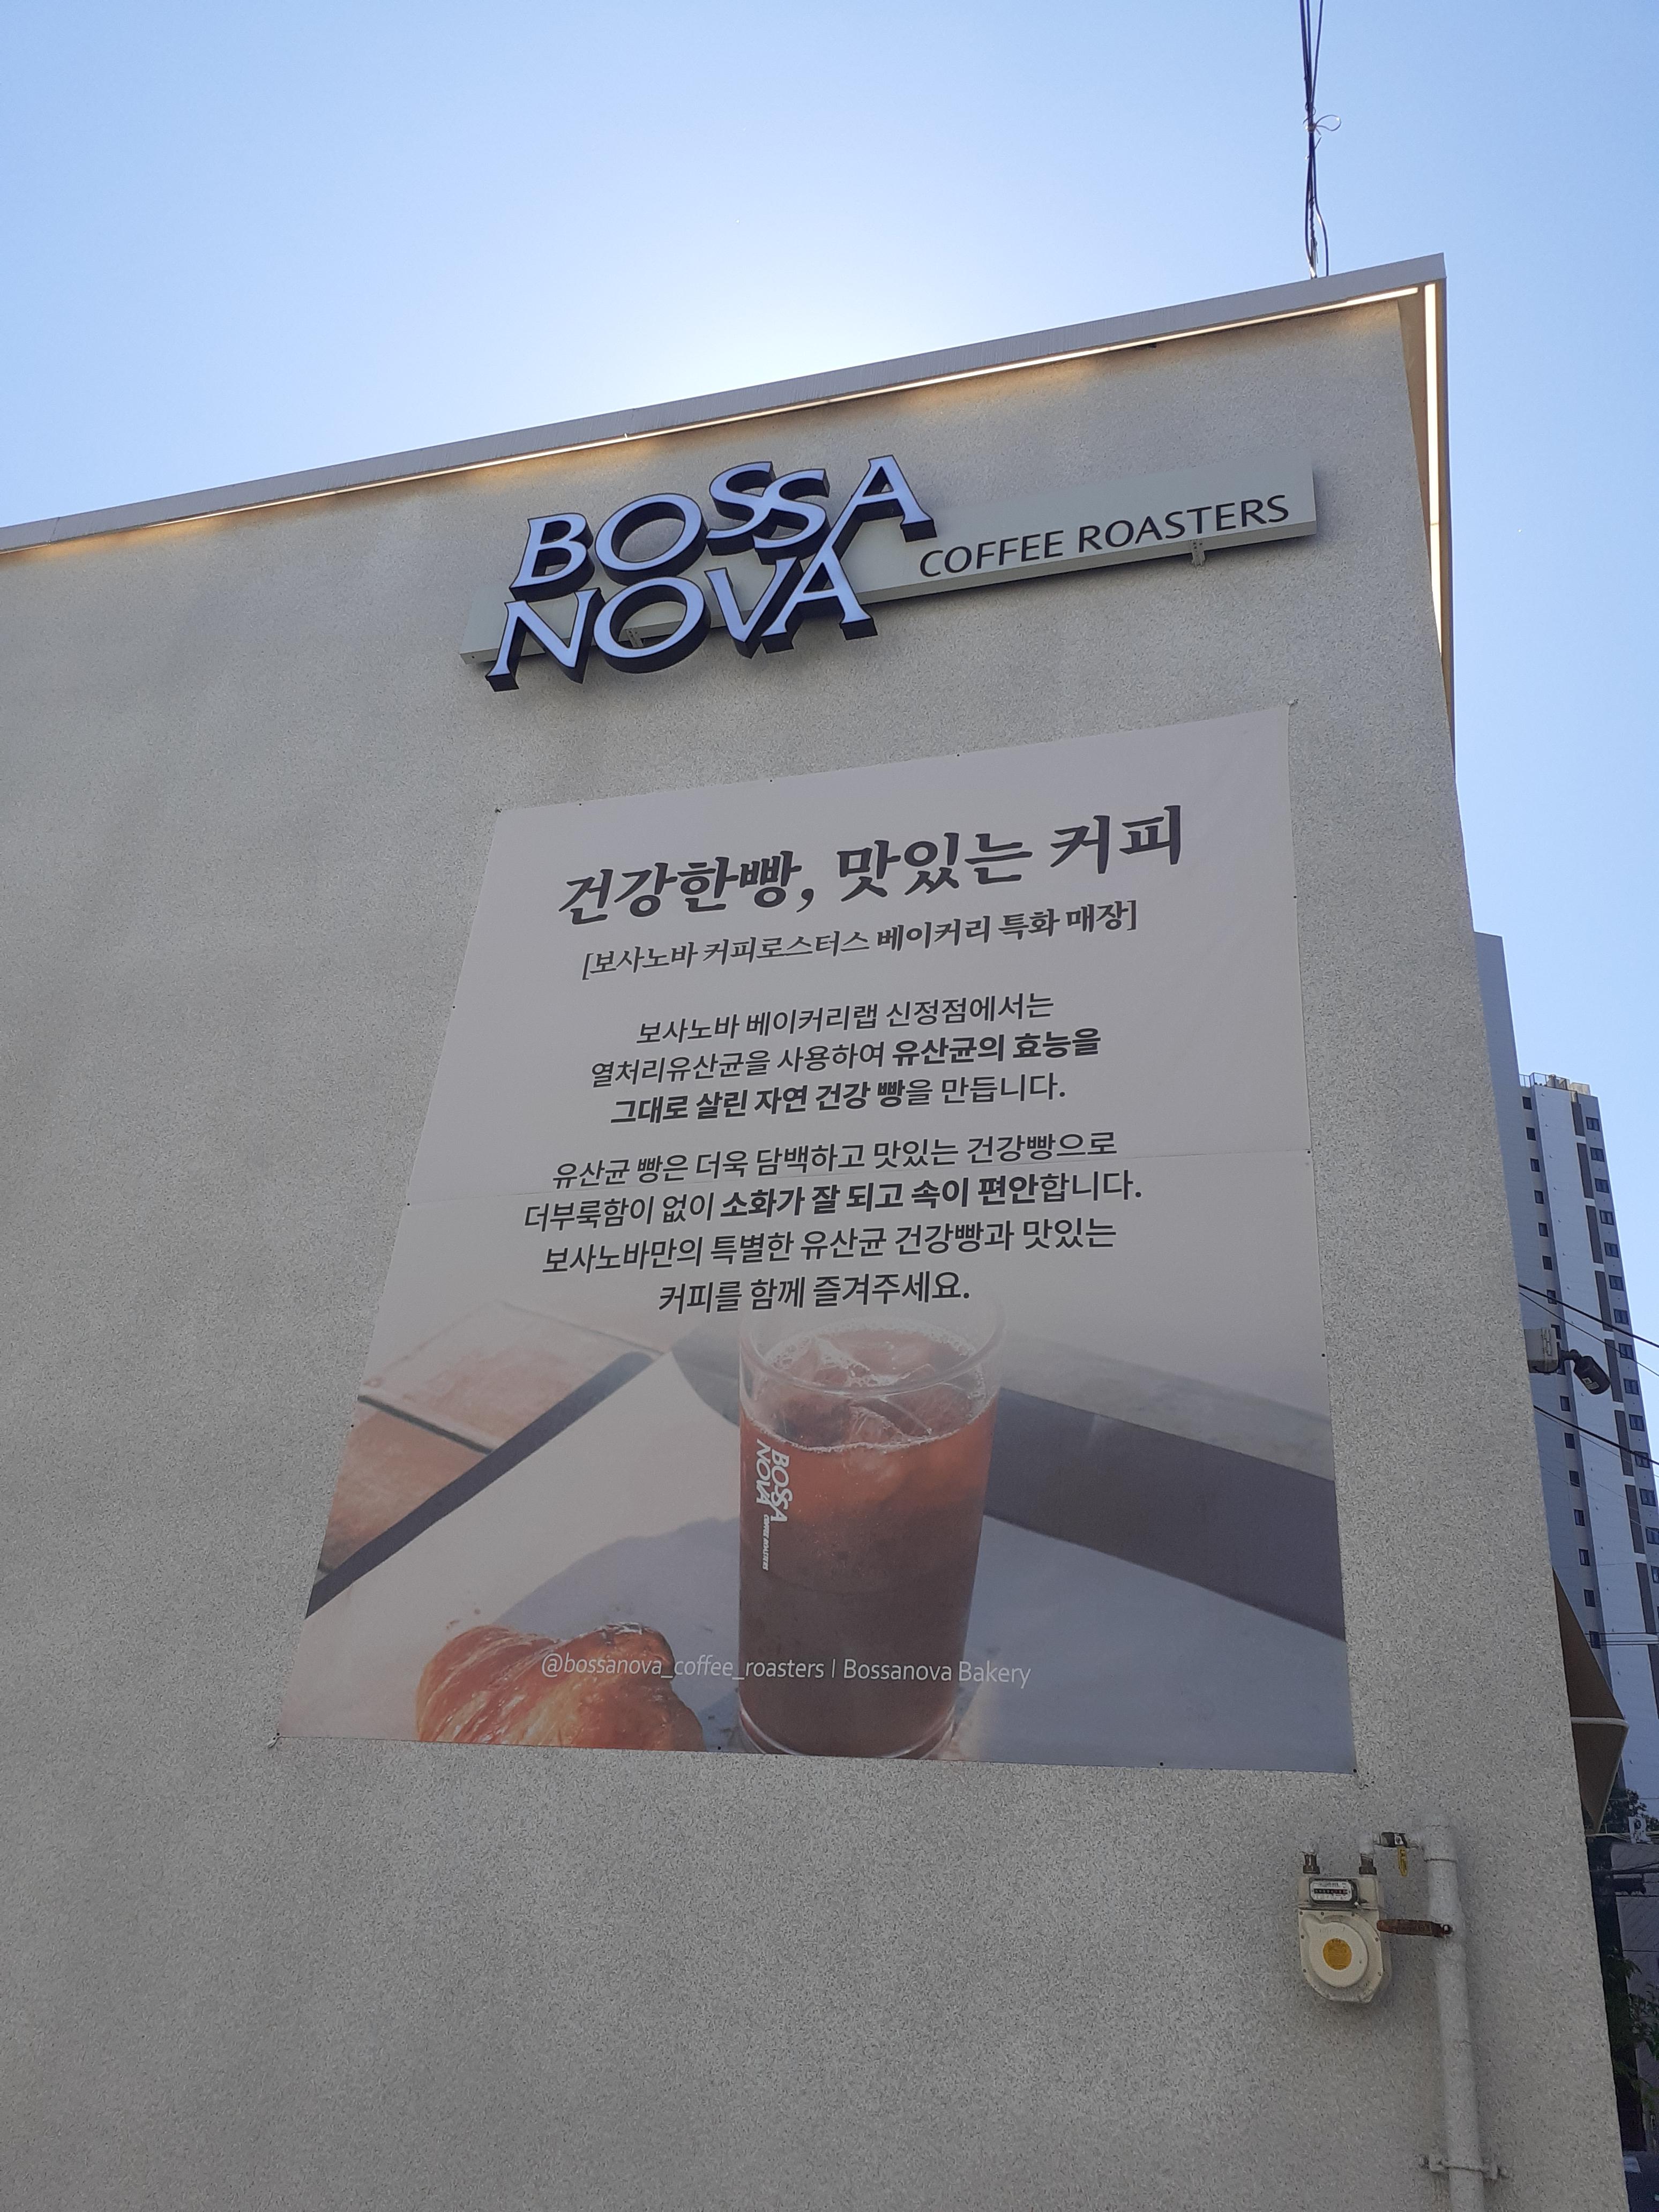 BOSSA
NOVA
COFFEE ROASTERS
건강한빵, 맛있는 커피
[보사노바 커피로스터스 베이커리 특화 매장]
보사노바 베이커리랩 신정점에서는
열처리유산균을 사용하여 유산균의 효능을
그대로 살린 자연 건강 빵을 만듭니다.
유산균 빵은 더욱 담백하고 맛있는 건강빵으로
더부룩함이 없이 소화가 잘 되고 속이 편안합니다.
보사노바만의 특별한 유산균 건강빵과 맛있는
커피를 함께 즐겨주세요.
BOSSA
NOVA
COFFEE ROASTERS
@bossanova_coffee_roasters | Bossanova Bakery